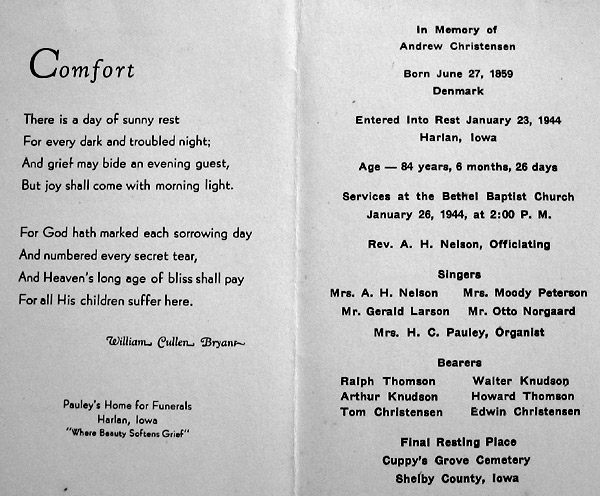 Comfort
There is a day of sunny rest
For every dark and troubled night;
And grief may bide an evening guest,
But joy shall come with morning light.
For God hath marked each sorrowing day
And numbered every secret tear,
And Heaven's long age of bliss shall pay
For all His children suffer here.
William Cullen Bryant
Pauley's Home for Funerals
Harlan, Iowa
"Where Beauty Softens Grief"
In Memory of
Andrew Christensen
Born June 27, 1859
Denmark
Entered Into Rest January 23, 1944
Harlan, Iowa
Age — 84 years, 6 months, 26 days
Services at the Bethel Baptist Church
January 26, 1944, at 2:00 P. M.
Rev. A. H. Nelson, Officiating
Singers
Mrs. A. H. Nelson Mrs. Moody Peterson
Mr. Gerald Larson Mr. Otto Norgaard
Mrs. H. C. Pauley, Organist
Bearers
Ralph Thomson Walter Knudson
Arthur Knudson Howard Thomson
Tom Christensen Edwin Christensen
Final Resting Place
Cuppy's Grove Cemetery
Shelby County, Iowa